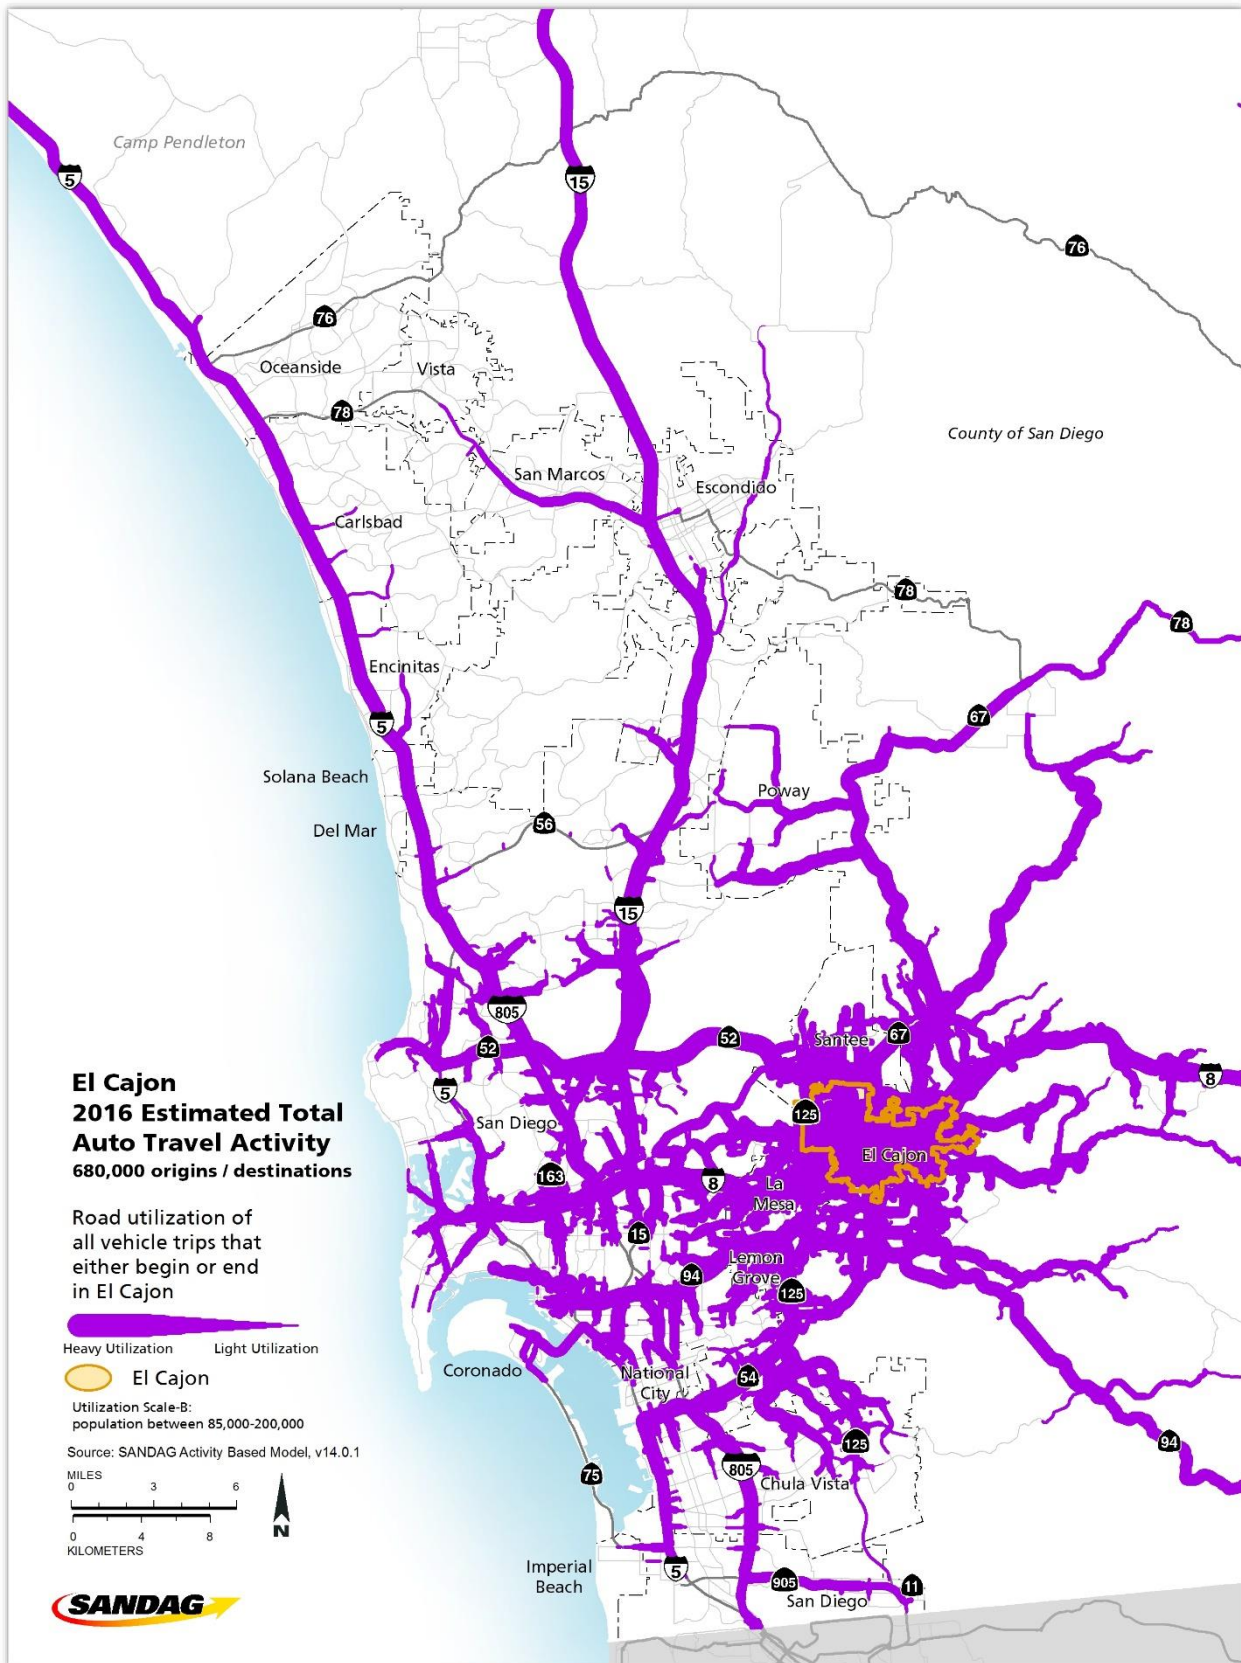 Camp Pendleton
5
15
76
76
Oceanside
Vista
78
County of San Diego
San Marcos
Escondido
Carlsbad
78
78
Encinitas
67
5
Solana Beach
Poway
Del Mar
56
15
805
52
52
Santee
67
8
5
125
San Diego
El Cajon
163
8
La
Mesa
15
Lemon
Grove
94
125
Coronado
National
City
54
125
94
805
75
Chula Vista
Imperial
Beach
5
905
11
San Diego
El Cajon
2016 Estimated Total
Auto Travel Activity
680,000 origins / destinations
Road utilization of
all vehicle trips that
either begin or end
in El Cajon
Heavy Utilization Light Utilization
El Cajon
Utilization Scale-B:
population between 85,000-200,000
Source: SANDAG Activity Based Model, v14.0.1
MILES
0 3 6
0 4 8
KILOMETERS
N
SANDAG